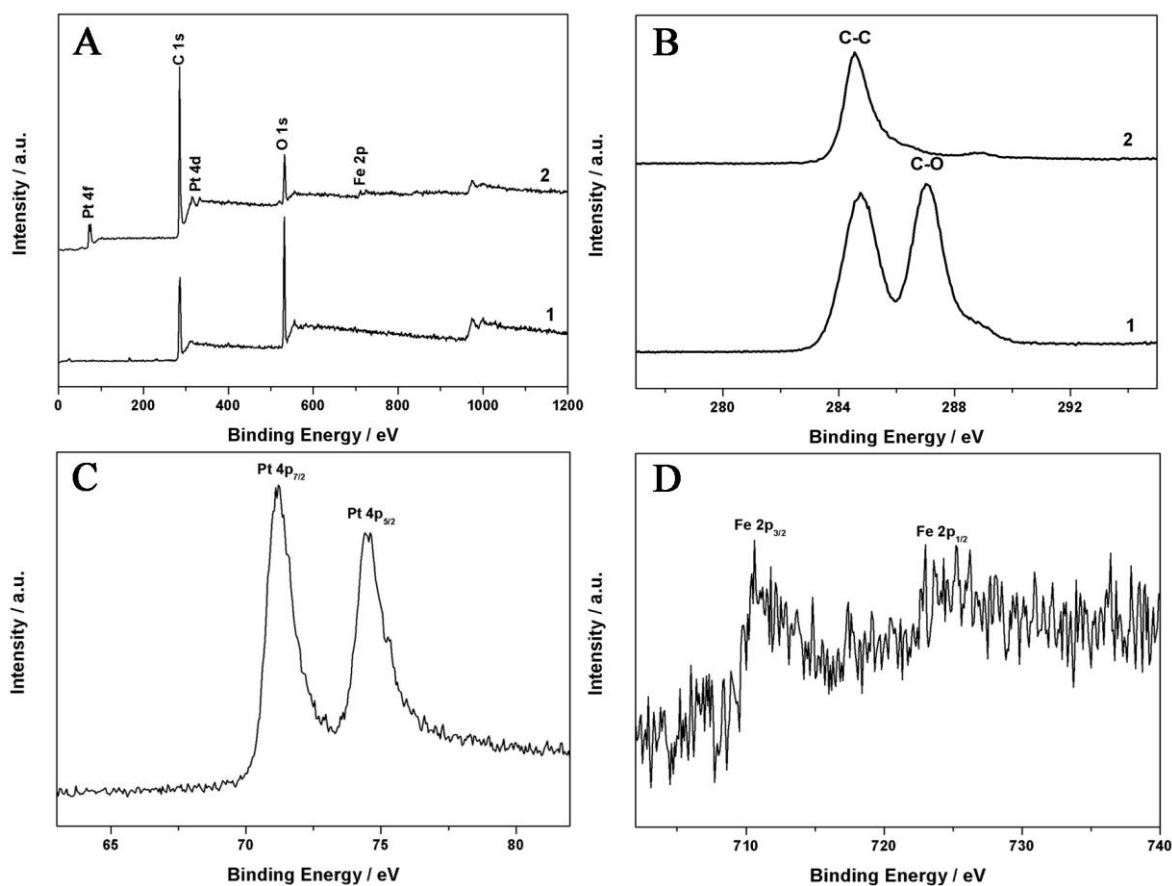 A
Intensity / a.u.
Pt 4f
C 1s
Pt 4d
O 1s
Fe 2p
2
1
0 200 400 600 800 1000 1200
Binding Energy / eV
B
Intensity / a.u.
C-C
2
C-O
1
280 284 288 292
Binding Energy / eV
C
Intensity / a.u.
Pt 4p7/2
Pt 4p5/2
65 70 75 80
Binding Energy / eV
D
Intensity / a.u.
Fe 2p3/2
Fe 2p1/2
710 720 730 740
Binding Energy / eV